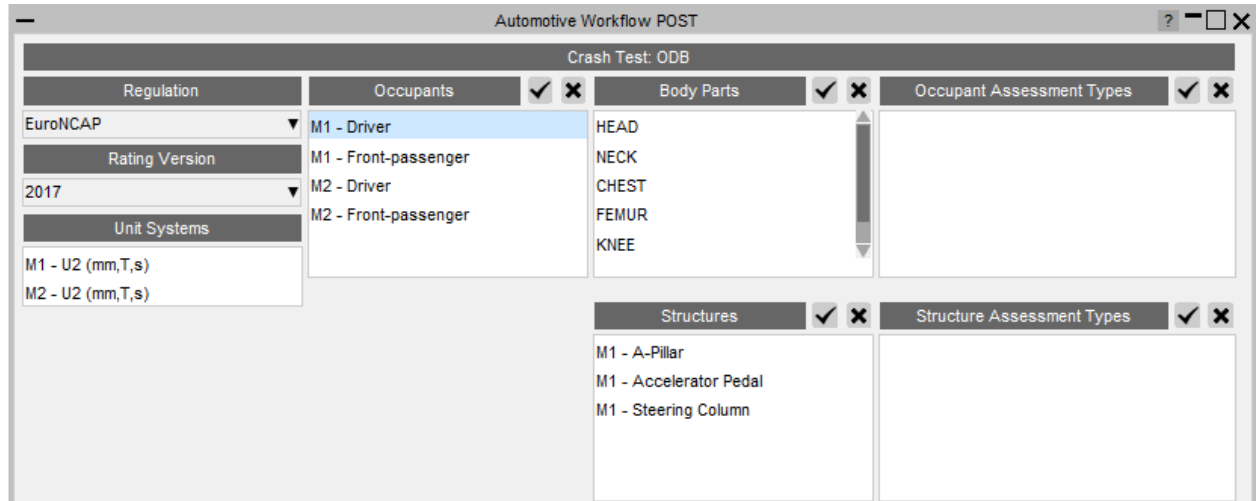 Automotive Workflow POST
?
Crash Test: ODB
Regulation
EuroNCAP
Rating Version
2017
Unit Systems
M1 - U2 (mm,T,s)
M2 - U2 (mm,T,s)
Occupants
M1 - Driver
M1 - Front-passenger
M2 - Driver
M2 - Front-passenger
Body Parts
HEAD
NECK
CHEST
FEMUR
KNEE
Occupant Assessment Types
Structures
M1 - A-Pillar
M1 - Accelerator Pedal
M1 - Steering Column
Structure Assessment Types